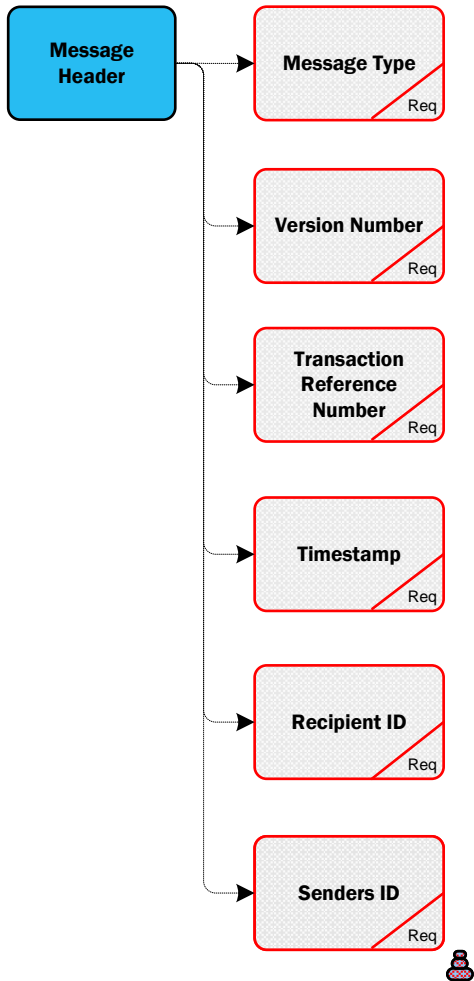 Message
Header
Message Type
Req
Version Number
Req
Transaction
Reference
Number
Req
Timestamp
Req
Recipient ID
Req
Senders ID
Req